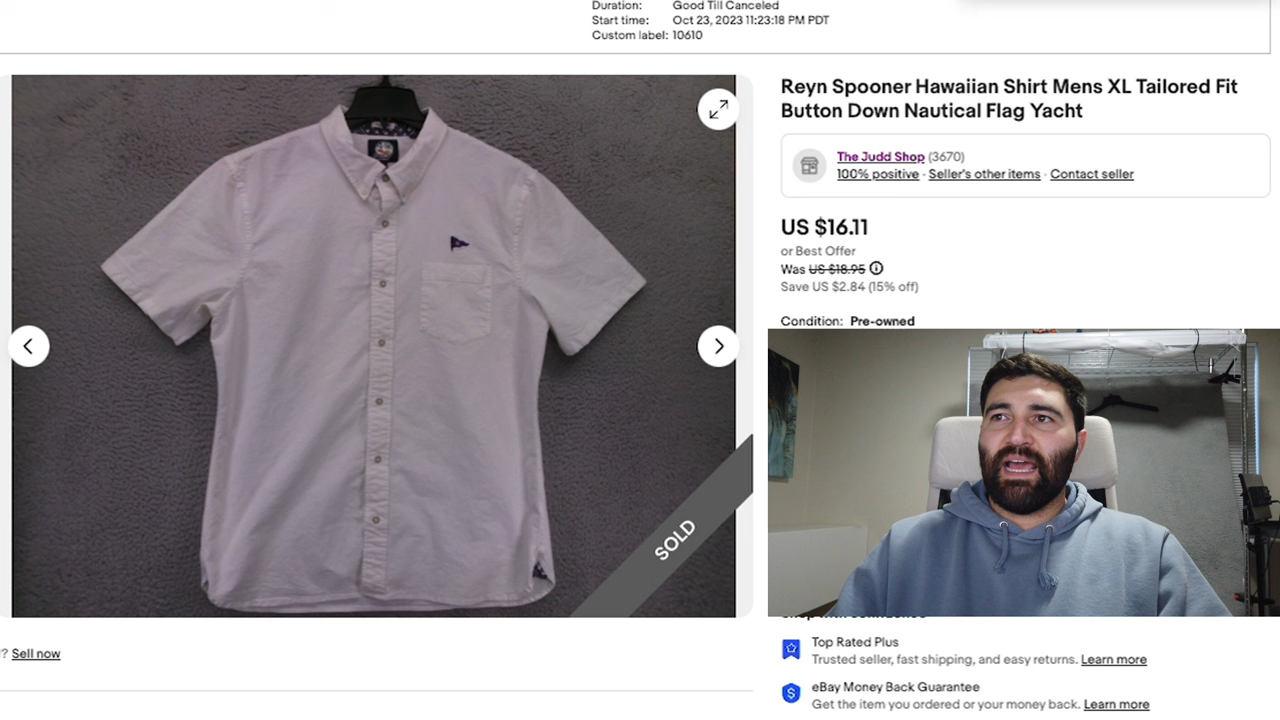 Duration: Good Till Canceled
Start time: Oct 23, 2023 11:23:18 PM PDT
Custom label: 10610
Reyn Spooner Hawaiian Shirt Mens XL Tailored Fit
Button Down Nautical Flag Yacht
The Judd Shop (3670)
100% positive · Seller's other items · Contact seller
US $16.11
or Best Offer
Was US $18.95
Save US $2.84 (15% off)
Condition: Pre-owned
SOLD
? Sell now
Top Rated Plus
Trusted seller, fast shipping, and easy returns. Learn more
eBay Money Back Guarantee
Get the item you ordered or your money back. Learn more